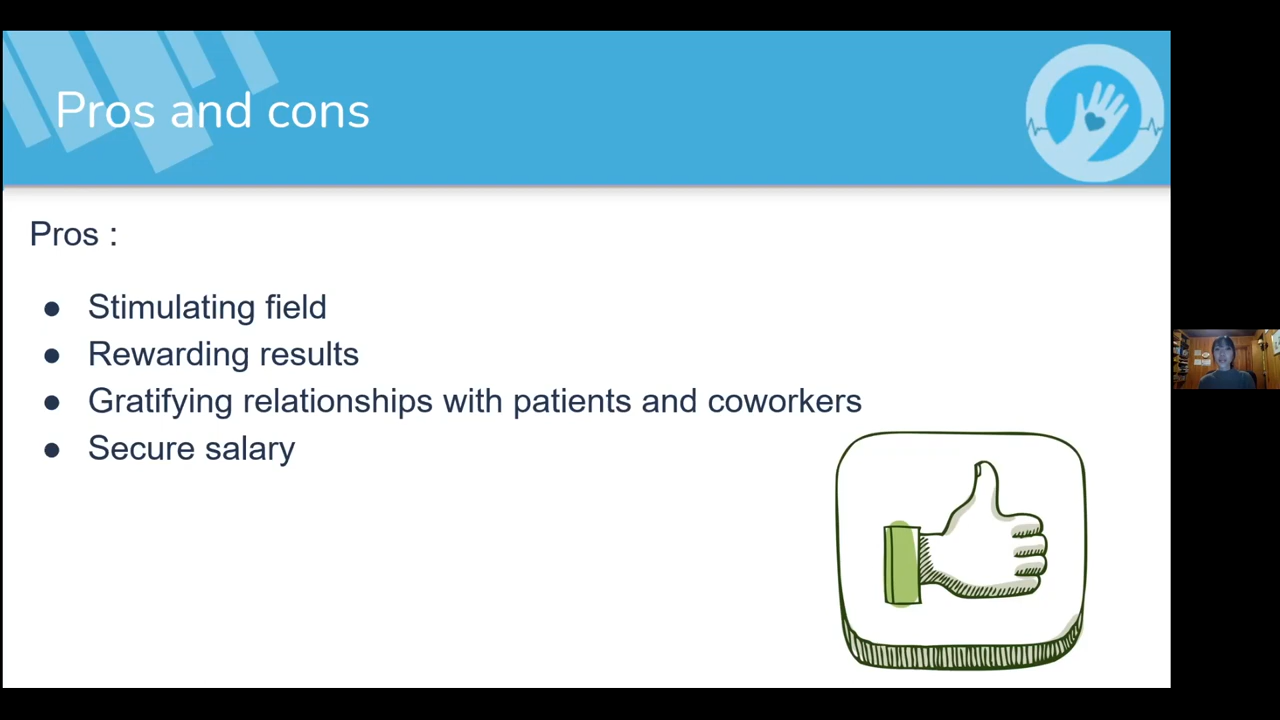 Pros and cons
Pros :
● Stimulating field
● Rewarding results
● Gratifying relationships with patients and coworkers
● Secure salary